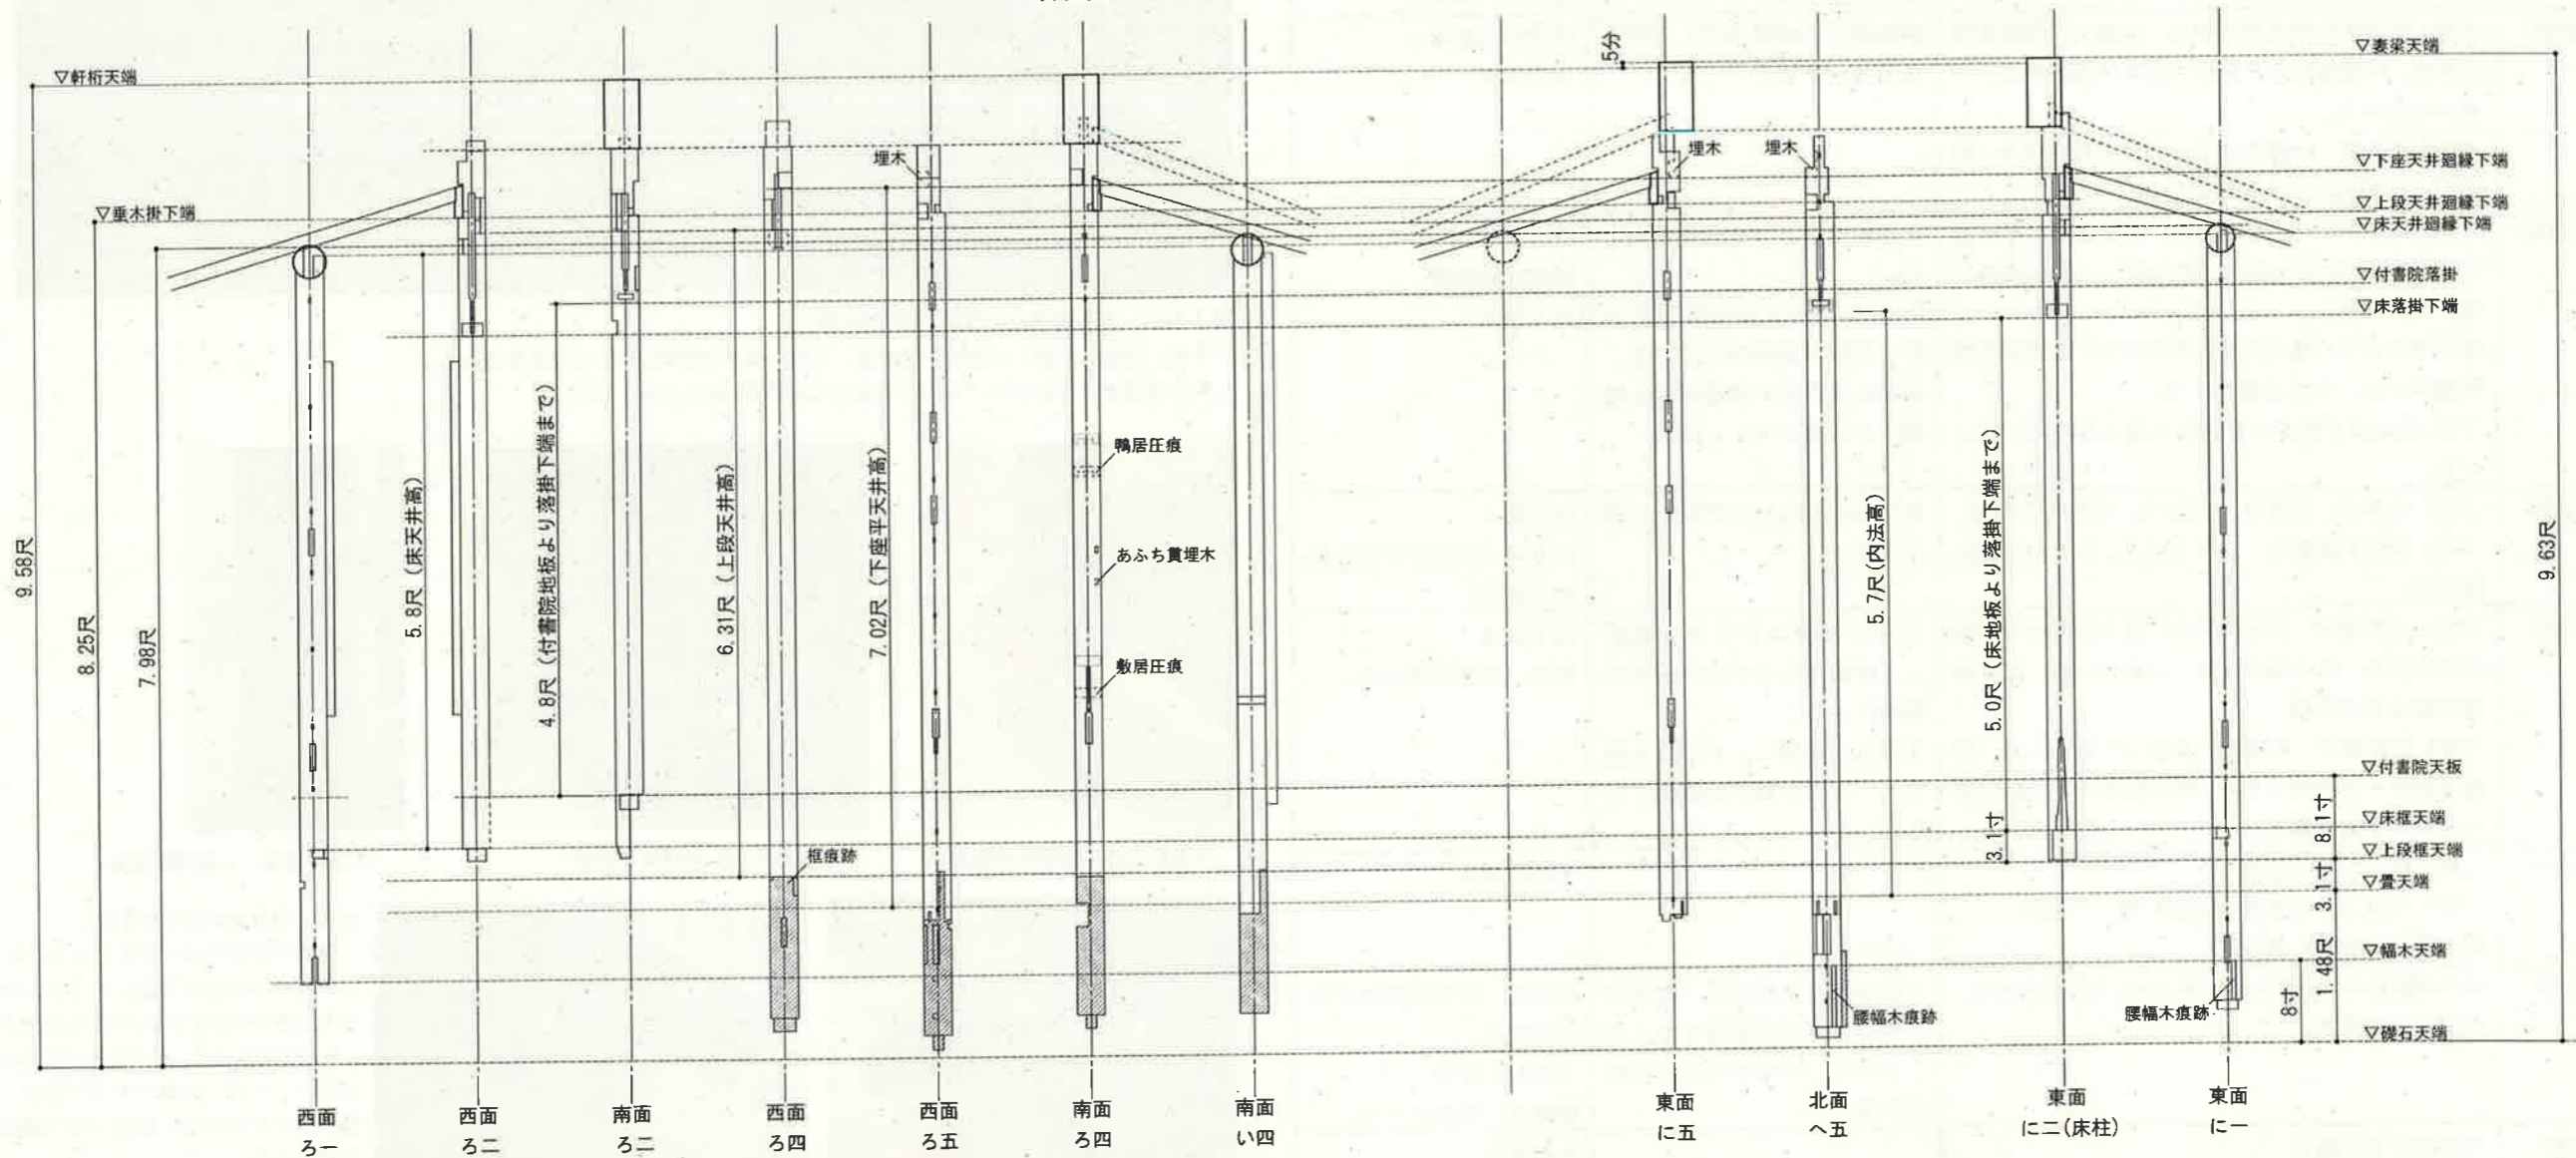 ▽軒桁天端
5分
▽妻梁天端
埋木
埋木
埋木
▽下座天井廻縁下端
▽垂木掛下端
▽上段天井廻縁下端
▽床天井廻縁下端
▽付書院落掛
▽床落掛下端
9.58尺
8.25尺
7.98尺
5.8尺（床天井高）
4.8尺（付書院地板より落掛下端まで）
6.31尺（上段天井高）
7.02尺（下座平天井高）
鴨居圧痕
あふち貫埋木
敷居圧痕
5.7尺（内法高）
5.0尺（床地板より落掛下端まで）
3.1寸
9.63尺
▽付書院天板
8.1寸
▽床框天端
▽上段框天端
框痕跡
3.1寸
▽畳天端
▽幅木天端
1.48尺
8寸
腰幅木痕跡
腰幅木痕跡
▽礎石天端
西面
ろ一
西面
ろ二
南面
ろ二
西面
ろ四
西面
ろ五
南面
ろ四
南面
い四
東面
に五
北面
へ五
東面
に二（床柱）
東面
に一